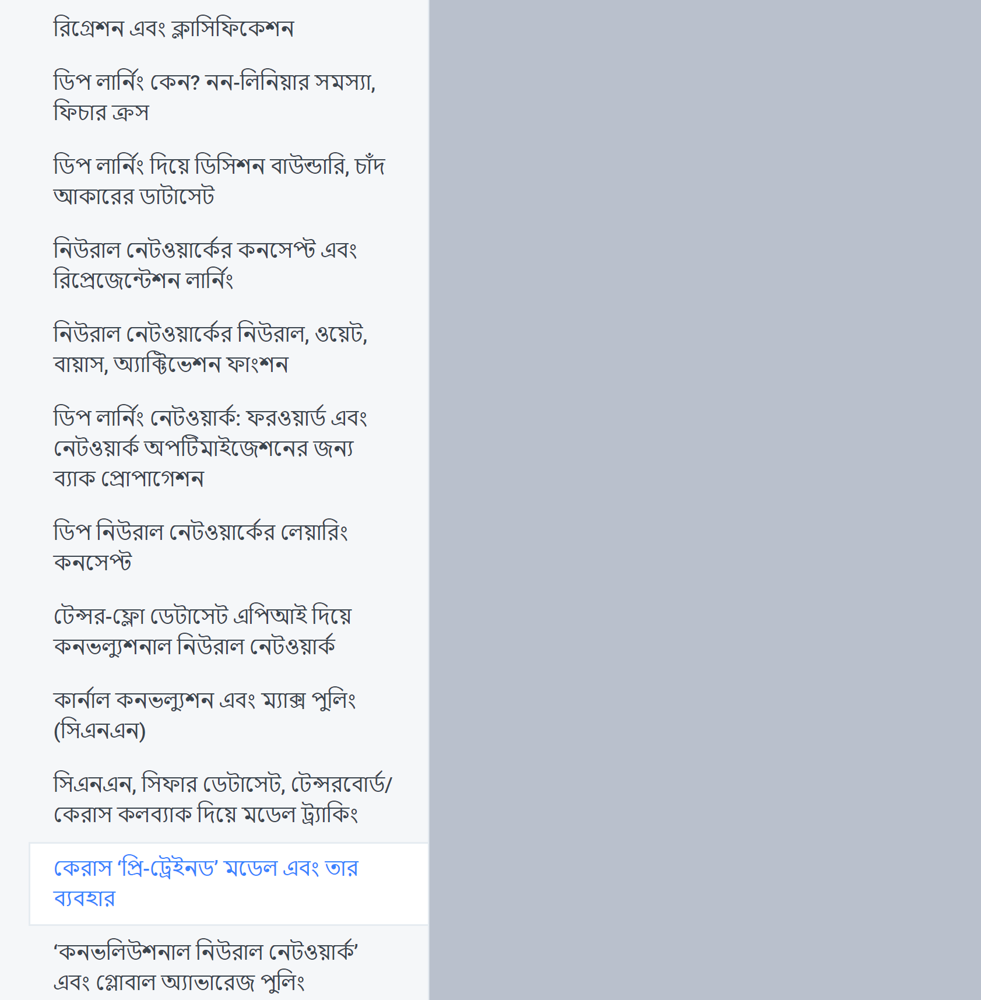 রিগ্রেশন এবং ক্লাসিফিকেশন
ডিপ লার্নিং কেন? নন-লিনিয়ার সমস্যা,
ফিচার ক্রস
ডিপ লার্নিং দিয়ে ডিসিশন বাউন্ডারি, চাঁদ
আকারের ডাটাসেট
নিউরাল নেটওয়ার্কের কনসেপ্ট এবং
রিপ্রেজেন্টেশন লার্নিং
নিউরাল নেটওয়ার্কের নিউরাল, ওয়েট,
বায়াস, অ্যাক্টিভেশন ফাংশন
ডিপ লার্নিং নেটওয়ার্ক: ফরওয়ার্ড এবং
নেটওয়ার্ক অপটিমাইজেশনের জন্য
ব্যাক প্রোপাগেশন
ডিপ নিউরাল নেটওয়ার্কের লেয়ারিং
কনসেপ্ট
টেন্সর-ফ্লো ডেটাসেট এপিআই দিয়ে
কনভল্যুশনাল নিউরাল নেটওয়ার্ক
কার্নাল কনভল্যুশন এবং ম্যাক্স পুলিং
(সিএনএন)
সিএনএন, সিফার ডেটাসেট, টেন্সরবোর্ড/
কেরাস কলব্যাক দিয়ে মডেল ট্র্যাকিং
কেরাস ‘প্রি-ট্রেইনড’ মডেল এবং তার
ব্যবহার
‘কনভলিউশনাল নিউরাল নেটওয়ার্ক’
এবং গ্লোবাল অ্যাভারেজ পুলিং